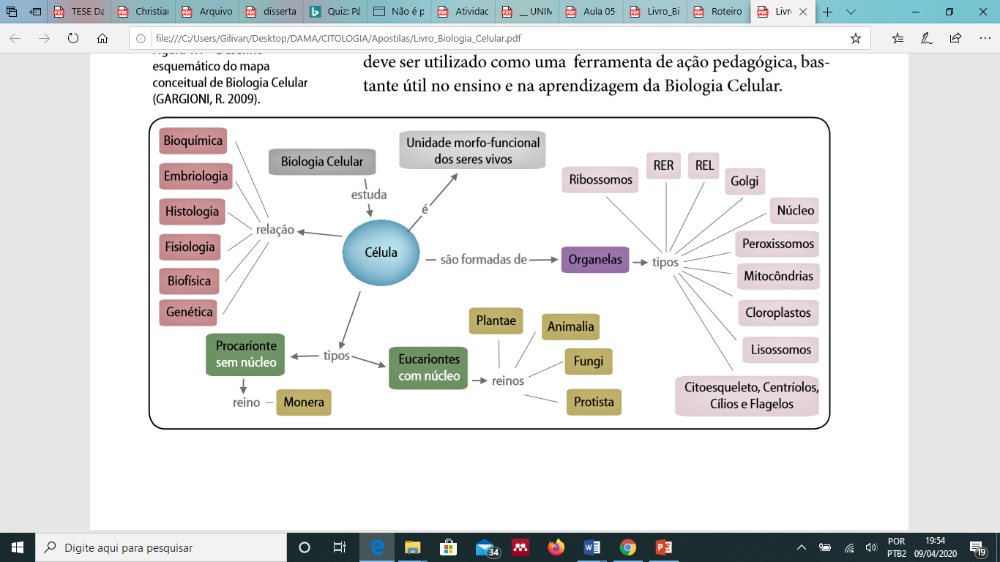 TESE Da
Christian
Arquivo
disserta
Quiz: Pá
Não é p
Atividac
__ UNIV
Aula 05-
Livro_Bi
Roteiro
Livr
file:///C:/Users/Gilivan/Desktop/DAMA/CITOLOGIA/Apostilas/Livro_Biologia_Celular.pdf
esquemático do mapa
conceitual de Biologia Celular
(GARGIONI, R. 2009).
deve ser utilizado como uma ferramenta de ação pedagógica, bas-
tante útil no ensino e na aprendizagem da Biologia Celular.
Bioquímica
Embriologia
Histologia
Fisiologia
Biofísica
Genética
relação
Biologia Celular
estuda
Célula
é
Unidade morfo-funcional
dos seres vivos
são formadas de
Organelas
tipos
Ribossomos
RER
REL
Golgi
Núcleo
Peroxissomos
Mitocôndrias
Cloroplastos
Lisossomos
Citoesqueleto, Centríolos,
Cílios e Flagelos
tipos
Procarionte
sem núcleo
reino
Monera
Eucariontes
com núcleo
reinos
Plantae
Animalia
Fungi
Protista
Digite aqui para pesquisar
34
POR
PTB2
19:54
09/04/2020
19